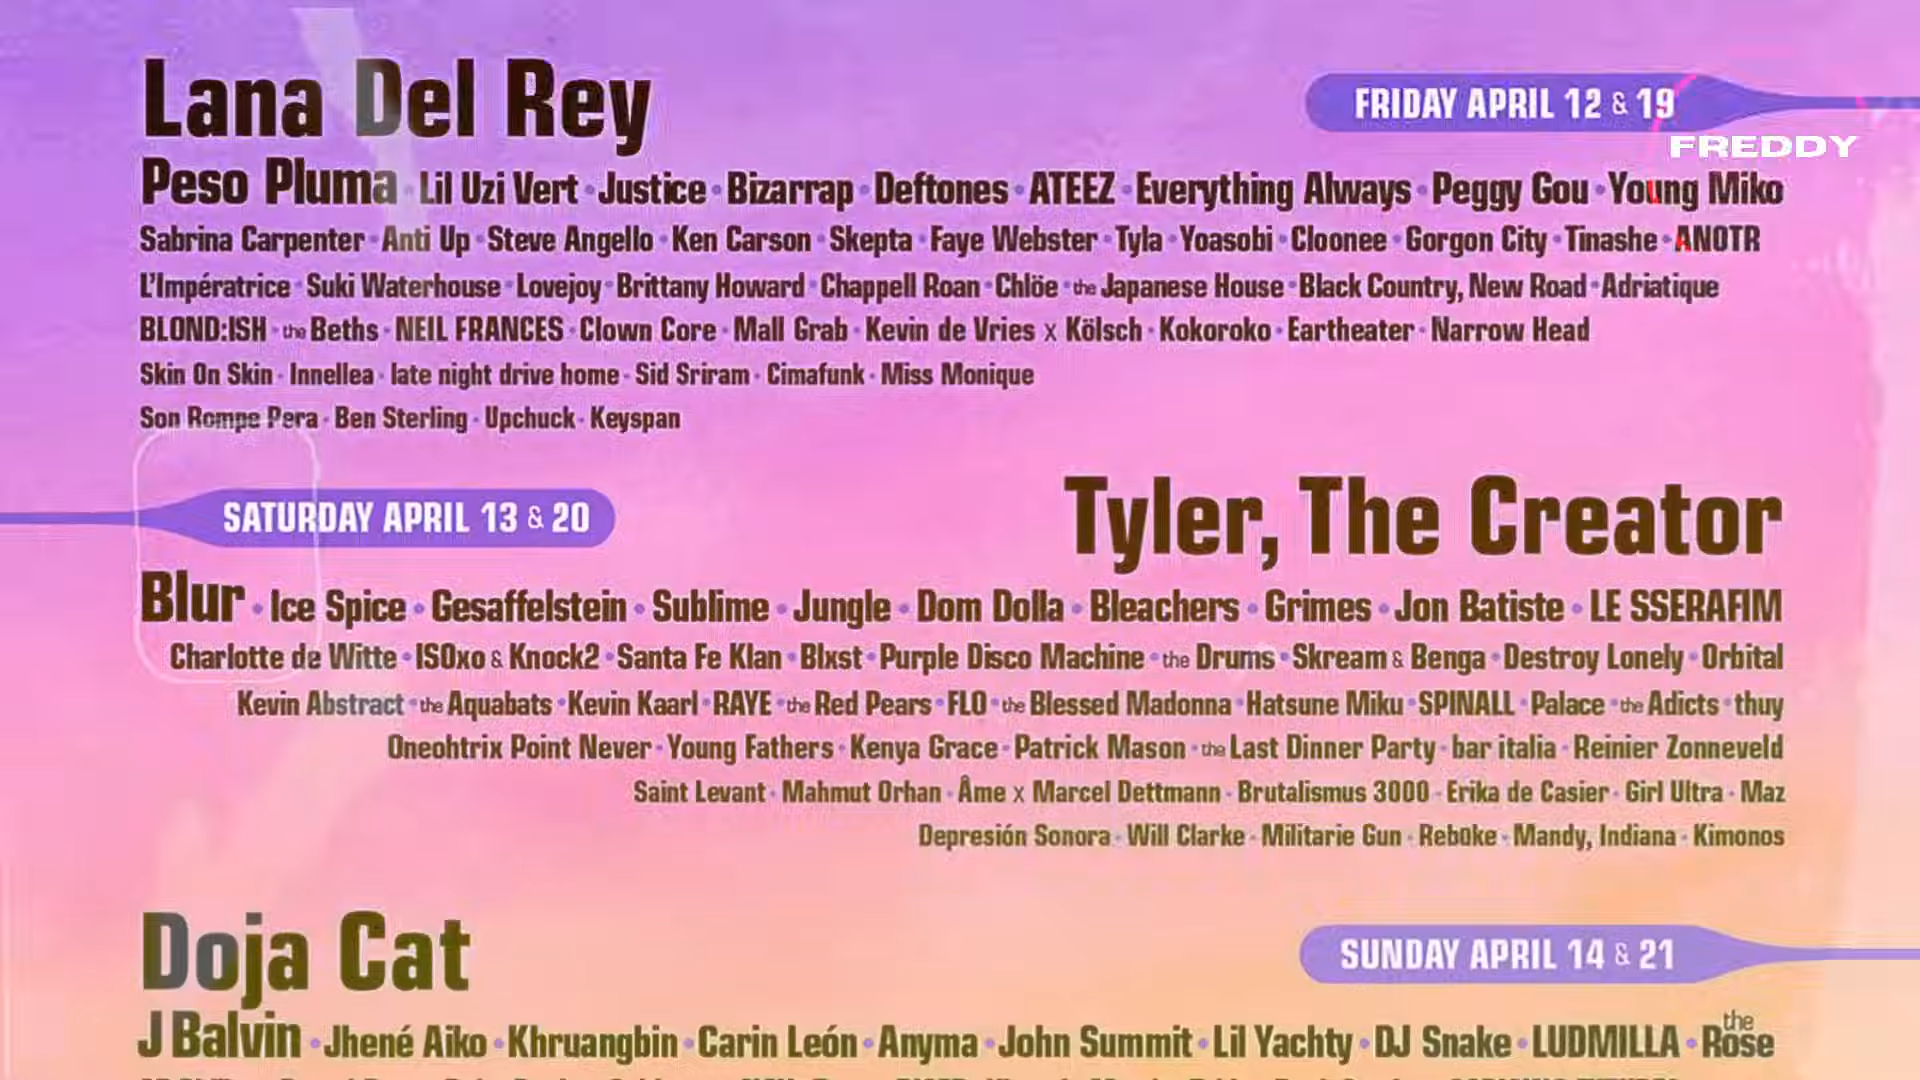 Lana Del Rey
FRIDAY APRIL 12 & 19
FREDDY
Peso Pluma · Lil Uzi Vert · Justice · Bizarrap · Deftones · ATEEZ · Everything Always · Peggy Gou · Young Miko
Sabrina Carpenter · Anti Up · Steve Angello · Ken Carson · Skepta · Faye Webster · Tyla · Yoasobi · Cloonee · Gorgon City · Tinashe · ANOTR
L'Impératrice · Suki Waterhouse · Lovejoy · Brittany Howard · Chappell Roan · Chlöe · the Japanese House · Black Country, New Road · Adriatique
BLOND:ISH · the Beths · NEIL FRANCES · Clown Core · Mall Grab · Kevin de Vries x Kölsch · Kokoroko · Eartheater · Narrow Head
Skin On Skin · Innellea · late night drive home · Sid Sriram · Cimafunk · Miss Monique
Son Rompe Pera · Ben Sterling · Upchuck · Keyspan
SATURDAY APRIL 13 & 20
Tyler, The Creator
Blur · Ice Spice · Gesaffelstein · Sublime · Jungle · Dom Dolla · Bleachers · Grimes · Jon Batiste · LE SSERAFIM
Charlotte de Witte · ISOxo & Knock2 · Santa Fe Klan · Blxst · Purple Disco Machine · the Drums · Skream & Benga · Destroy Lonely · Orbital
Kevin Abstract · the Aquabats · Kevin Kaarl · RAYE · the Red Pears · FLO · the Blessed Madonna · Hatsune Miku · SPINALL · Palace · the Adicts · thuy
Oneohtrix Point Never · Young Fathers · Kenya Grace · Patrick Mason · the Last Dinner Party · bar italia · Reinier Zonneveld
Saint Levant · Mahmut Orhan · Âme x Marcel Dettmann · Brutalismus 3000 · Erika de Casier · Girl Ultra · Maz
Depresión Sonora · Will Clarke · Militarie Gun · Rebūke · Mandy, Indiana · Kimonos
Doja Cat
SUNDAY APRIL 14 & 21
J Balvin · Jhené Aiko · Khruangbin · Carin León · Anyma · John Summit · Lil Yachty · DJ Snake · LUDMILLA · the Rose